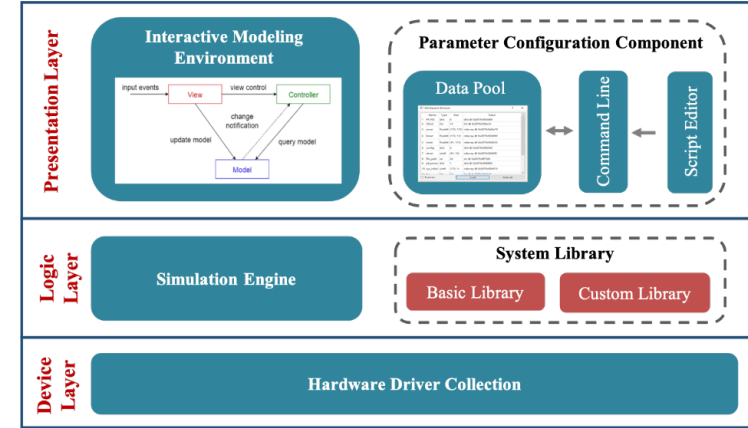 Presentation Layer
Interactive Modeling
Environment
input events
view control
View
Controller
change
notification
update model
query model
Model
Parameter Configuration Component
Data Pool
Command Line
Script Editor
Logic
Layer
Simulation Engine
System Library
Basic Library
Custom Library
Device
Layer
Hardware Driver Collection